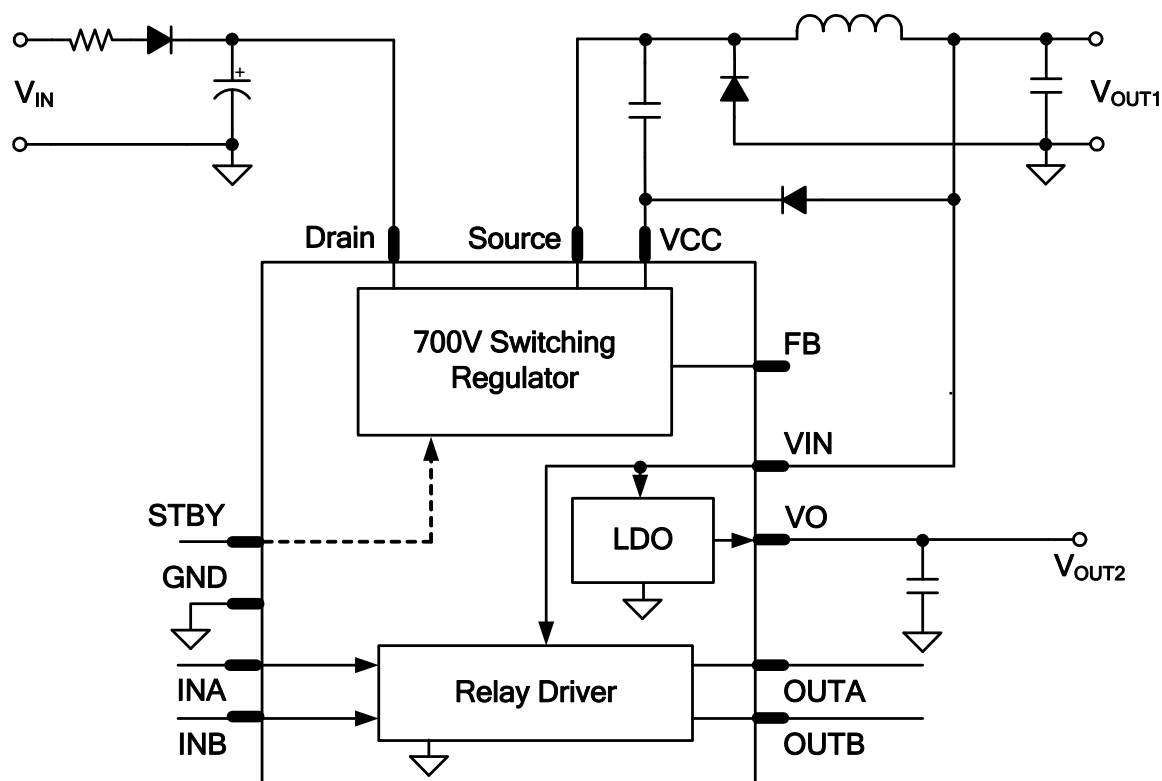 VIN
VOUT1
Drain
Source
VCC
700V Switching
Regulator
FB
VIN
STBY
LDO
VO
VOUT2
GND
INA
Relay Driver
OUTA
INB
OUTB
+